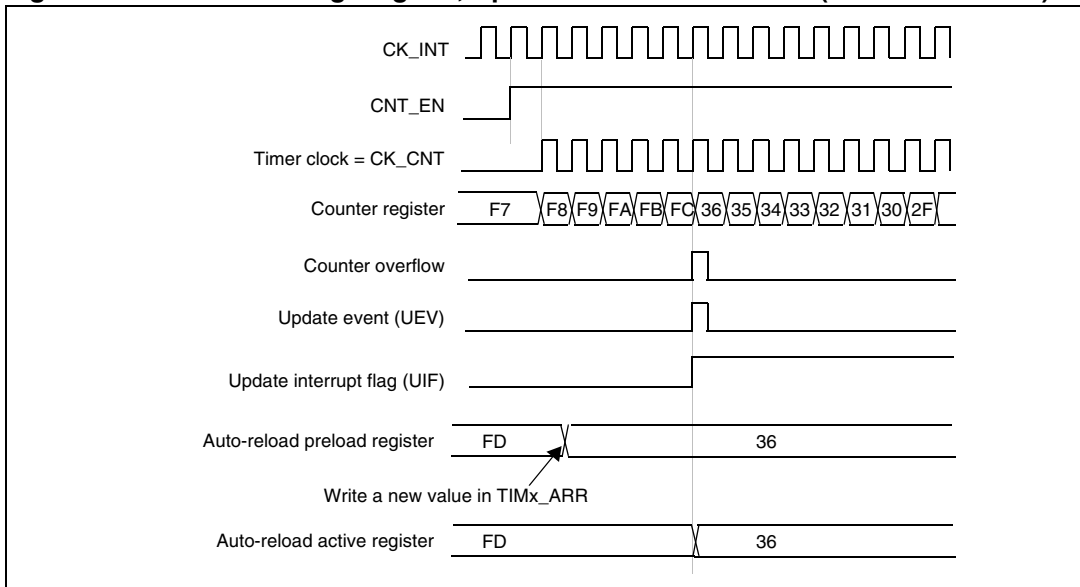 CK_INT
CNT_EN
Timer clock = CK_CNT
Counter register F7 F8 F9 FA FB FC 36 35 34 33 32 31 30 2F
Counter overflow
Update event (UEV)
Update interrupt flag (UIF)
Auto-reload preload register FD 36
Write a new value in TIMx_ARR
Auto-reload active register FD 36